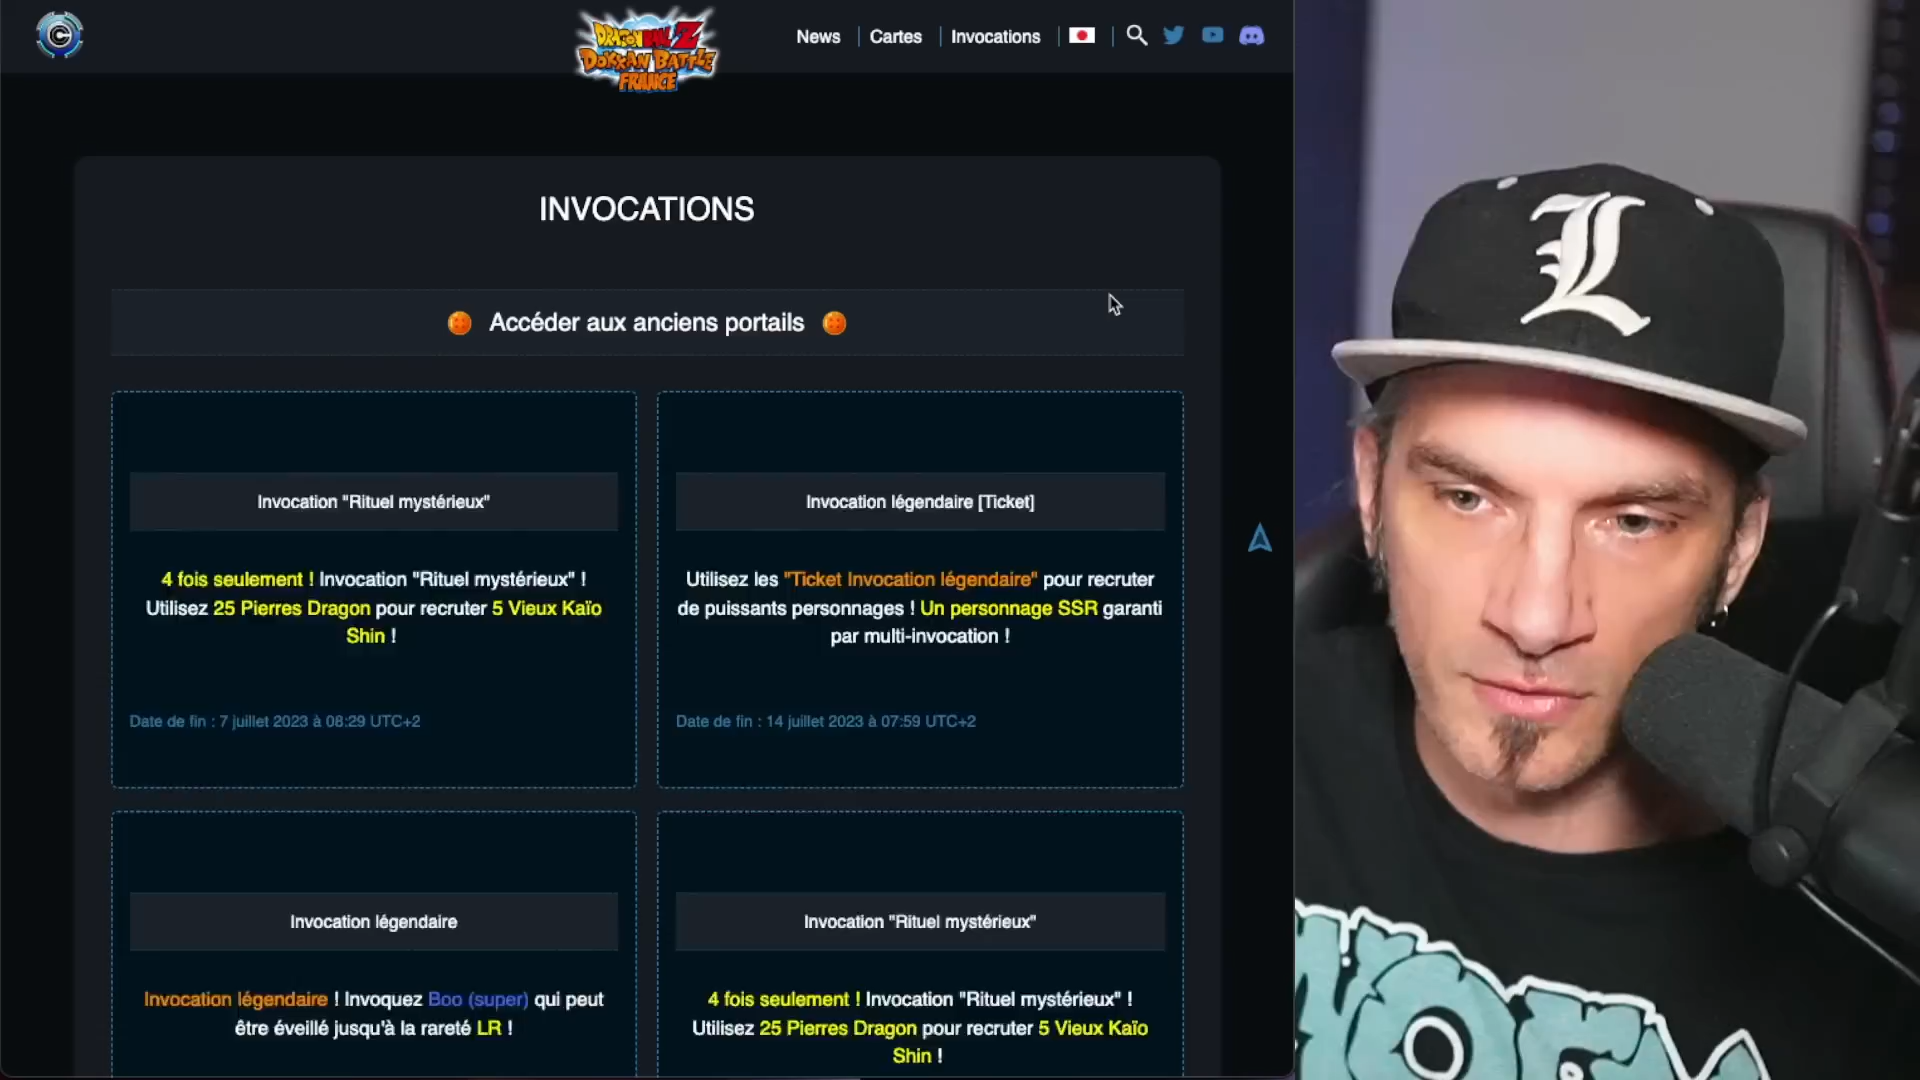 DRAGON BALL Z
DOKKAN BATTLE
FRANCE
News
Cartes
Invocations
INVOCATIONS
Accéder aux anciens portails
Invocation "Rituel mystérieux"
4 fois seulement ! Invocation "Rituel mystérieux" !
Utilisez 25 Pierres Dragon pour recruter 5 Vieux Kaïo
Shin !
Date de fin : 7 juillet 2023 à 08:29 UTC+2
Invocation légendaire [Ticket]
Utilisez les "Ticket Invocation légendaire" pour recruter
de puissants personnages ! Un personnage SSR garanti
par multi-invocation !
Date de fin : 14 juillet 2023 à 07:59 UTC+2
Invocation légendaire
Invocation légendaire ! Invoquez Boo (super) qui peut
être éveillé jusqu'à la rareté LR !
Invocation "Rituel mystérieux"
4 fois seulement ! Invocation "Rituel mystérieux" !
Utilisez 25 Pierres Dragon pour recruter 5 Vieux Kaïo
Shin !
L